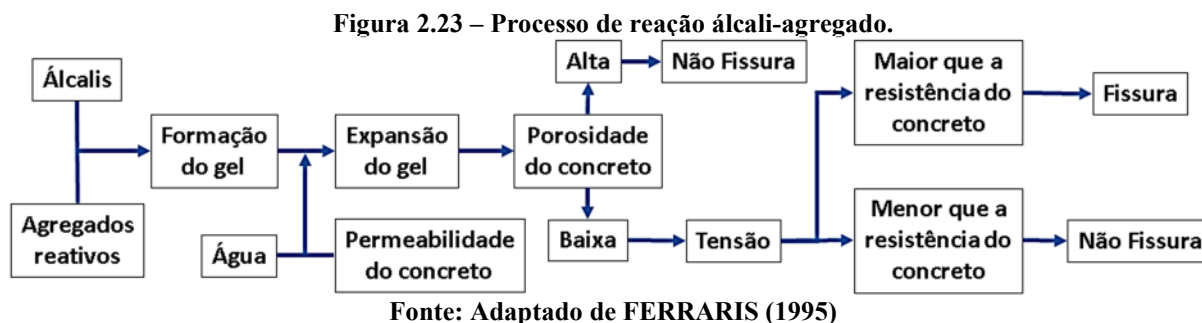 Figura 2.23 – Processo de reação álcali-agregado.
Álcalis
Agregados
reativos
Formação
do gel
Água
Permeabilidade
do concreto
Expansão
do gel
Porosidade
do concreto
Alta
Não Fissura
Baixa
Tensão
Maior que a
resistência do
concreto
Fissura
Menor que a
resistência do
concreto
Não Fissura
Fonte: Adaptado de FERRARIS (1995)